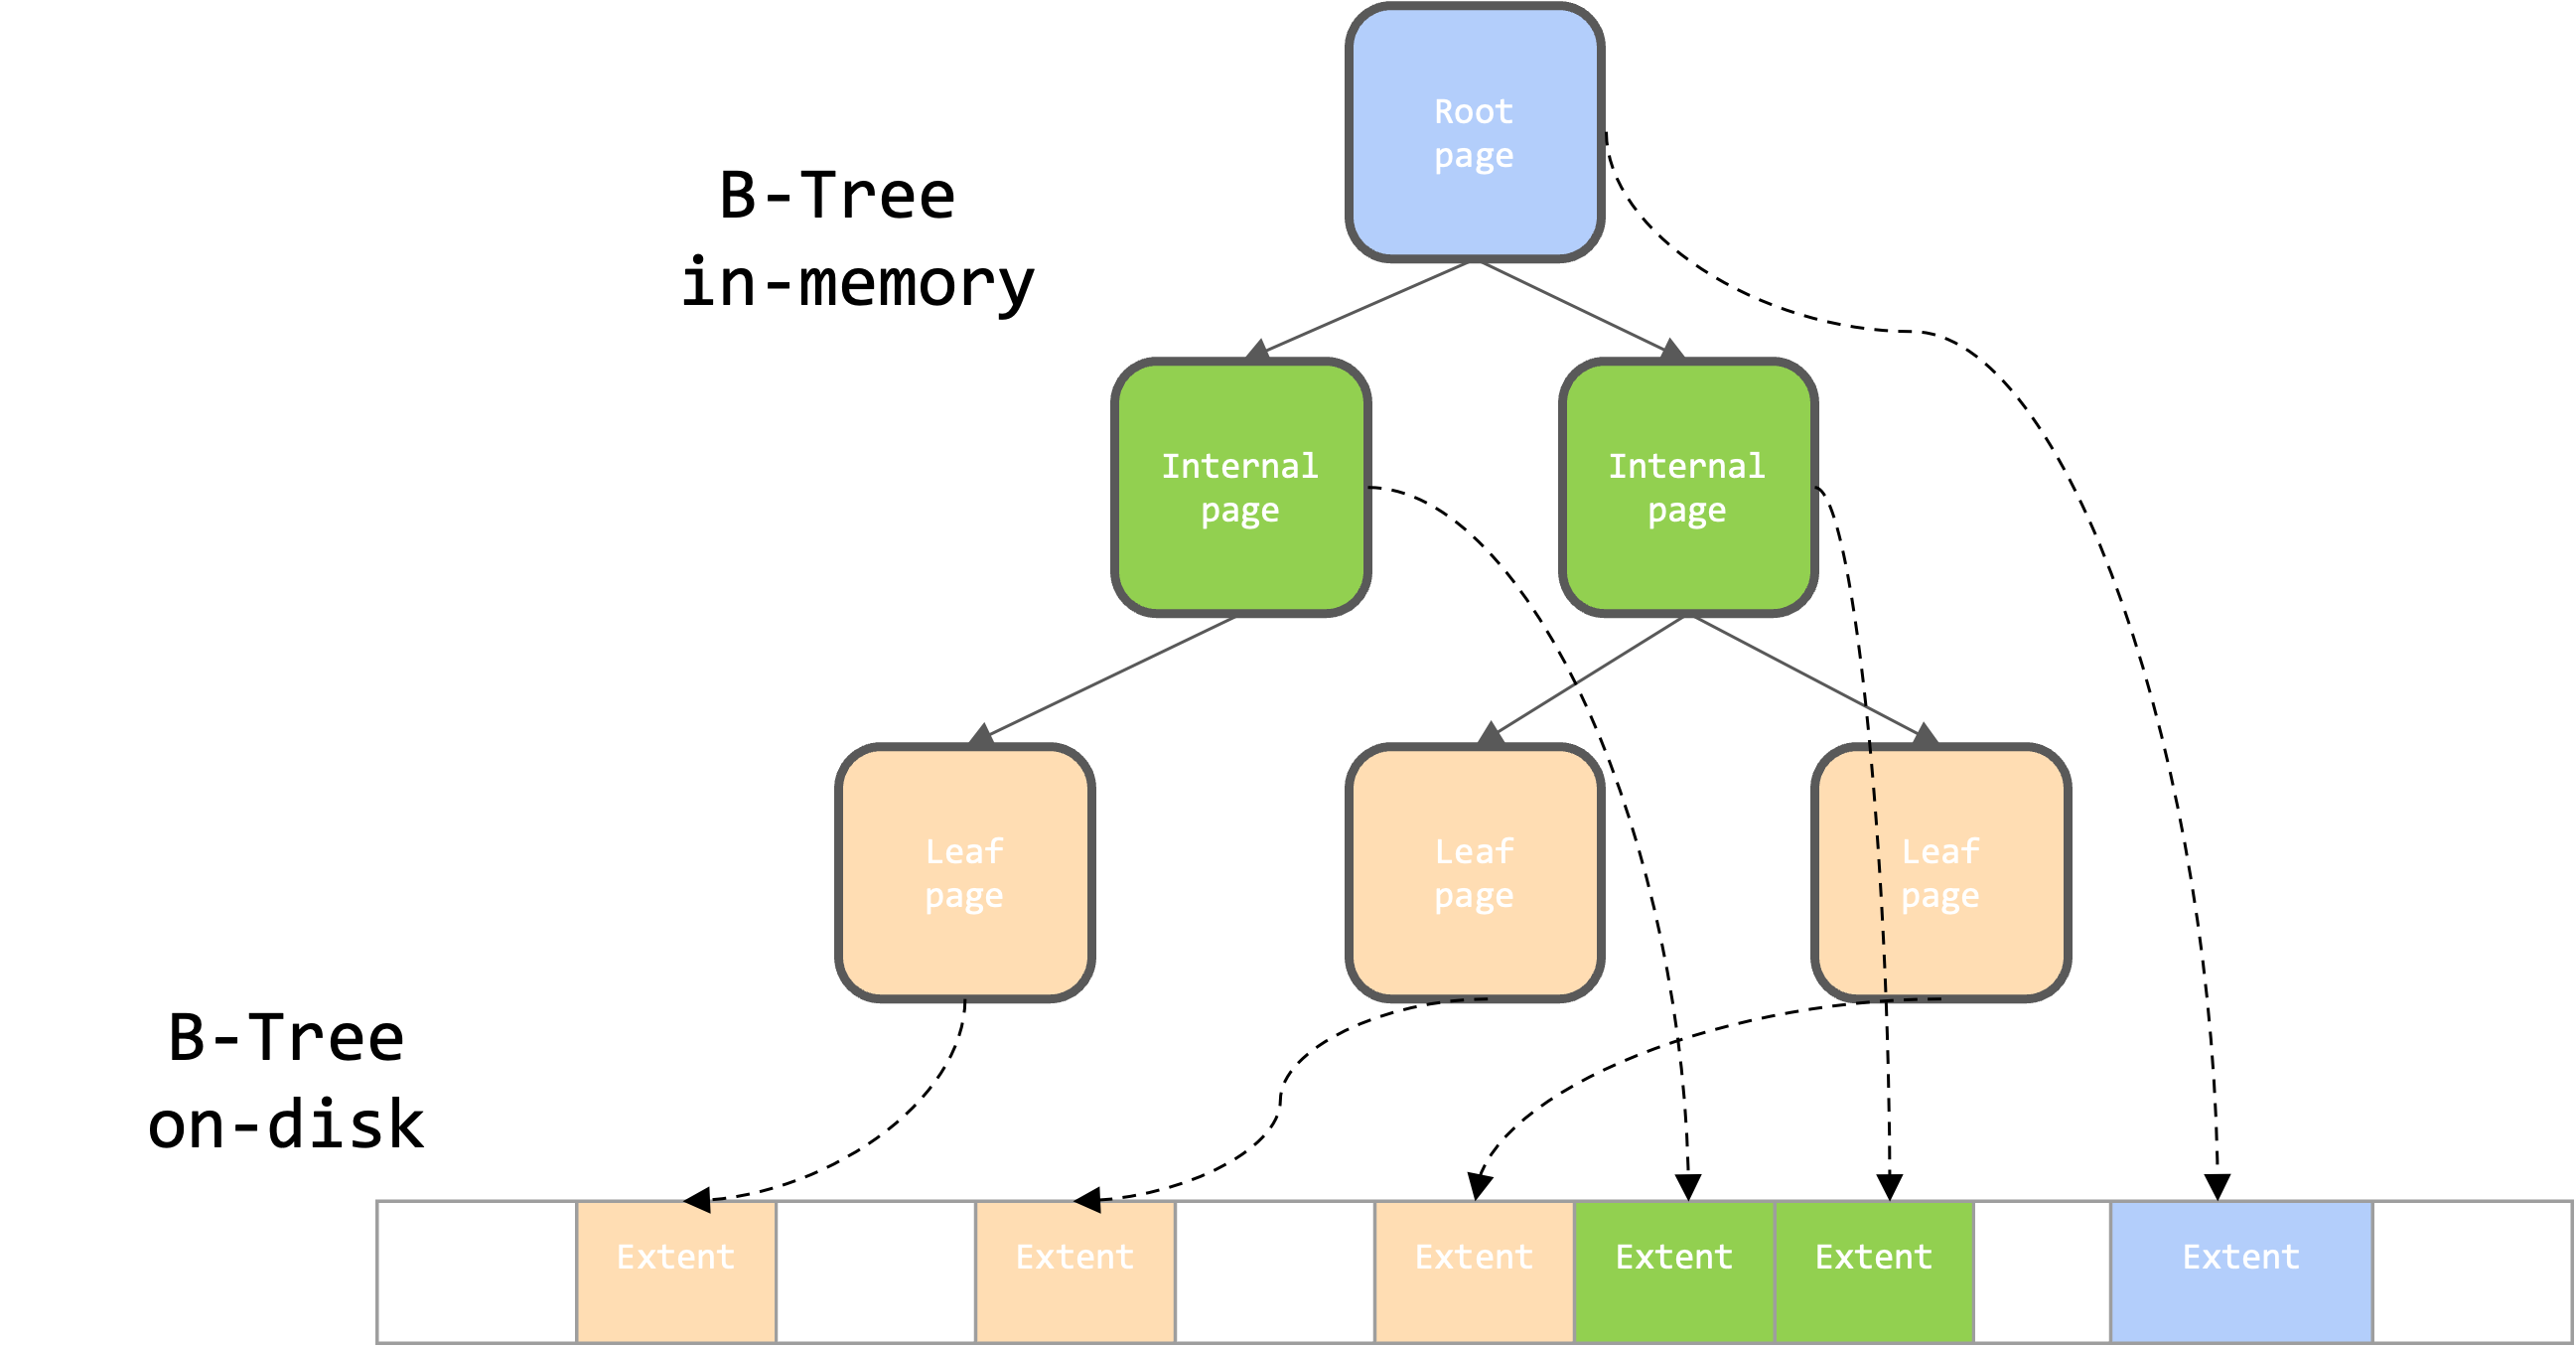 Root
page
B-Tree
in-memory
Internal
page
Internal
page
Leaf
page
Leaf
page
Leaf
page
B-Tree
on-disk
Extent
Extent
Extent
Extent
Extent
Extent